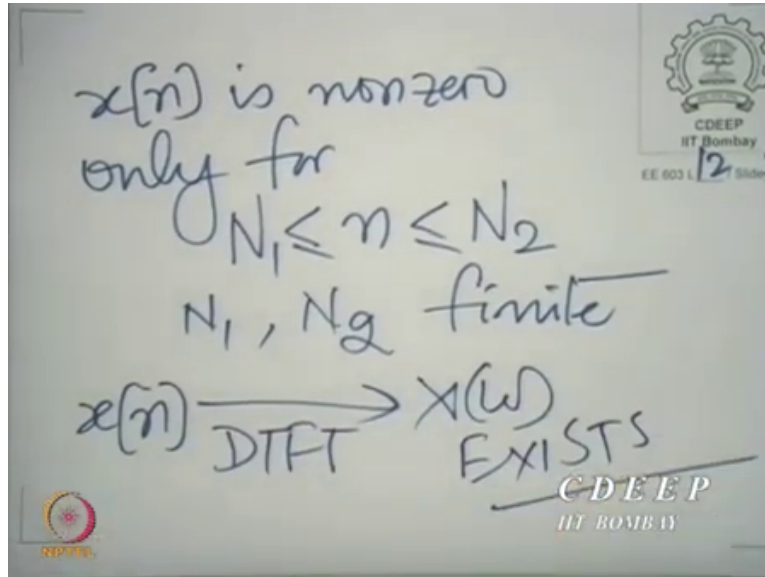 x[n] is nonzero
only for
N₁ ≤ n ≤ N₂
N₁, N₂ finite
x[n] → X(ω)
DTFT EXISTS
CDEEP
IIT Bombay
EE 603 L 12 Slide
NPTEL
CDEEP
IIT BOMBAY